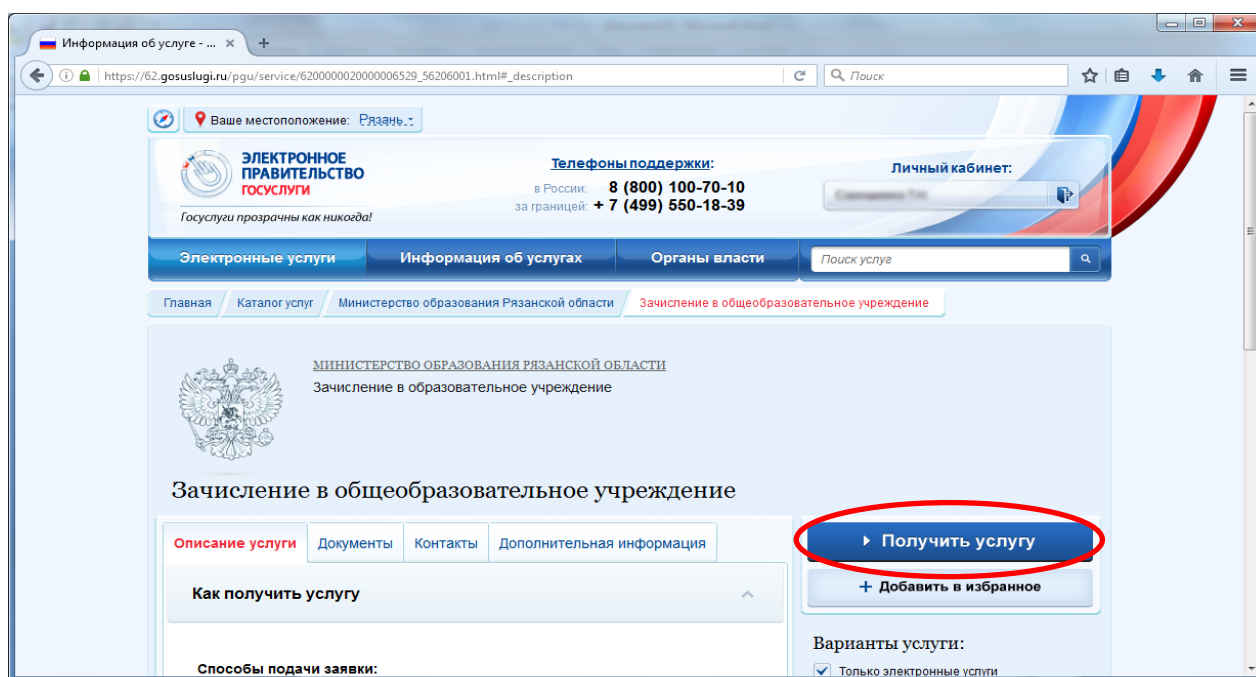 Информация об услуге - ...
https://62.gosuslugi.ru/pgu/service/6200000020000006529_56206001.html#_description
Поиск
Ваше местоположение: Рязань
ЭЛЕКТРОННОЕ
ПРАВИТЕЛЬСТВО
ГОСУСЛУГИ
Госуслуги прозрачны как никогда!
Телефоны поддержки:
в России: 8 (800) 100-70-10
за границей: + 7 (499) 550-18-39
Личный кабинет:
Электронные услуги Информация об услугах Органы власти Поиск услуг
Главная Каталог услуг Министерство образования Рязанской области Зачисление в общеобразовательное учреждение
МИНИСТЕРСТВО ОБРАЗОВАНИЯ РЯЗАНСКОЙ ОБЛАСТИ
Зачисление в образовательное учреждение
Зачисление в общеобразовательное учреждение
Описание услуги Документы Контакты Дополнительная информация
Как получить услугу
Способы подачи заявки:
Получить услугу
+ Добавить в избранное
Варианты услуги:
Только электронные услуги